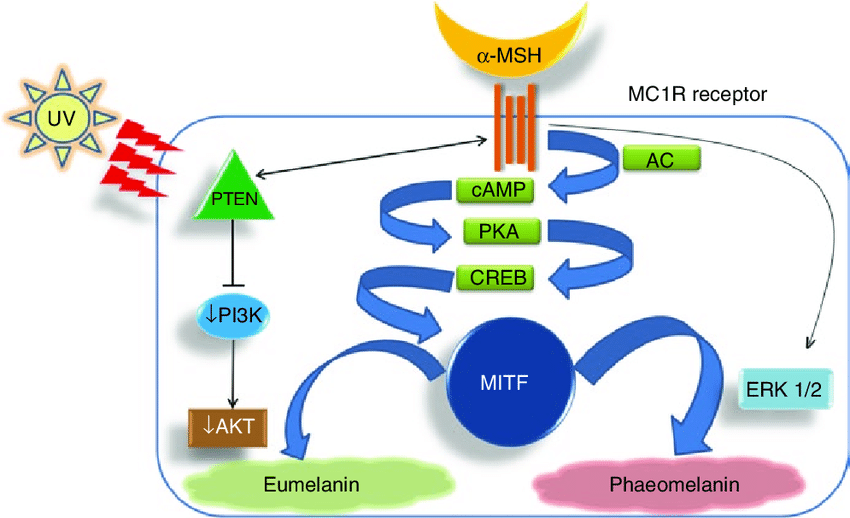 α-MSH
MC1R receptor
UV
AC
PTEN
cAMP
PKA
CREB
↓PI3K
MITF
ERK 1/2
↓AKT
Eumelanin
Phaeomelanin